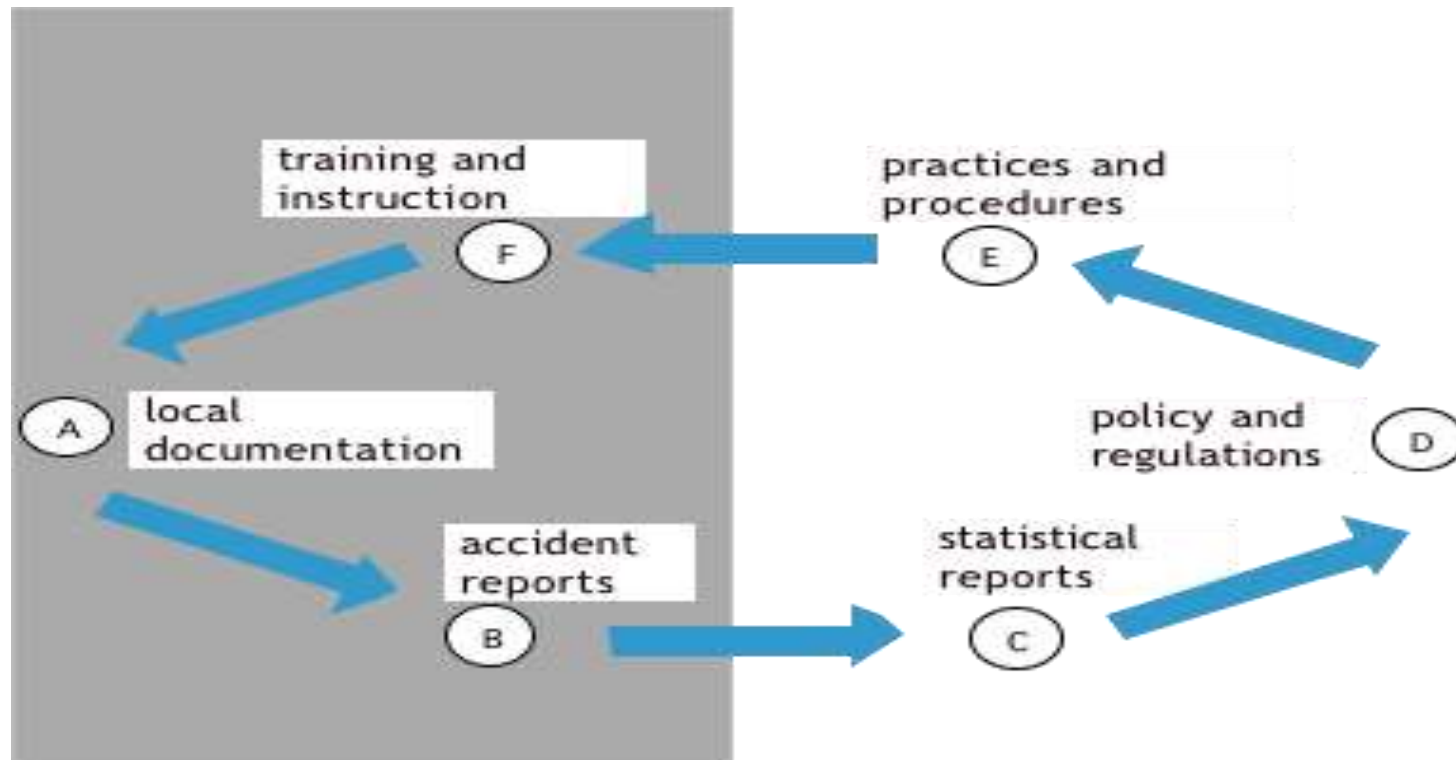 training and
instruction
F
practices and
procedures
E
A
local
documentation
policy and
regulations
D
accident
reports
B
statistical
reports
C